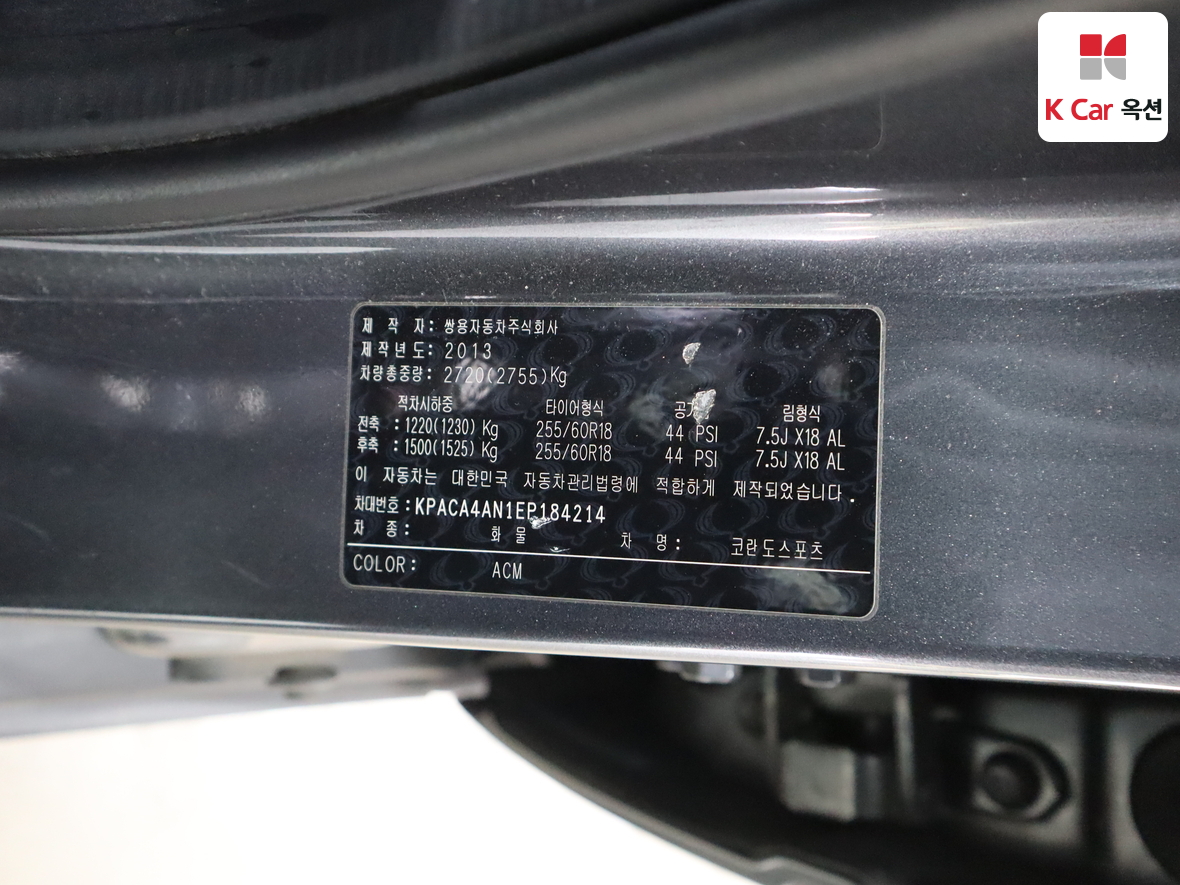 K Car 옥션
제 작 자: 쌍용자동차주식회사
제작년도: 2013
차량총중량: 2720(2755)Kg
적차시하중 타이어형식 림형식
전축 : 1220(1230) Kg 255/60R18 44 PSI 7.5J X18 AL
후축 : 1500(1525) Kg 255/60R18 44 PSI 7.5J X18 AL
이 자동차는 대한민국 자동차관리법령에 적합하게 제작되었습니다.
차대번호 : KPACA4AN1EP184214
차 종: 화 물 차 명: 코란도스포츠
COLOR: ACM